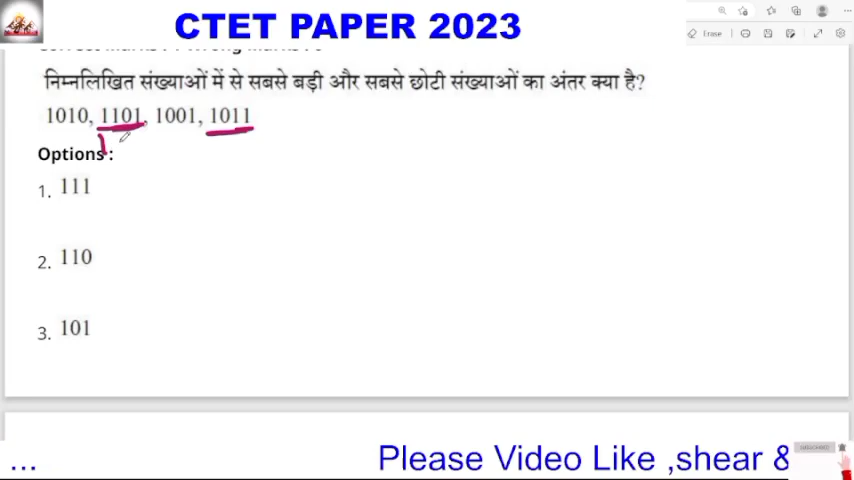 CTET PAPER 2023
Erase
निम्नलिखित संख्याओं में से सबसे बड़ी और सबसे छोटी संख्याओं का अंतर क्या है?
1010, 1101, 1001, 1011
Options :
1. 111
2. 110
3. 101
... Please Video Like ,shear &